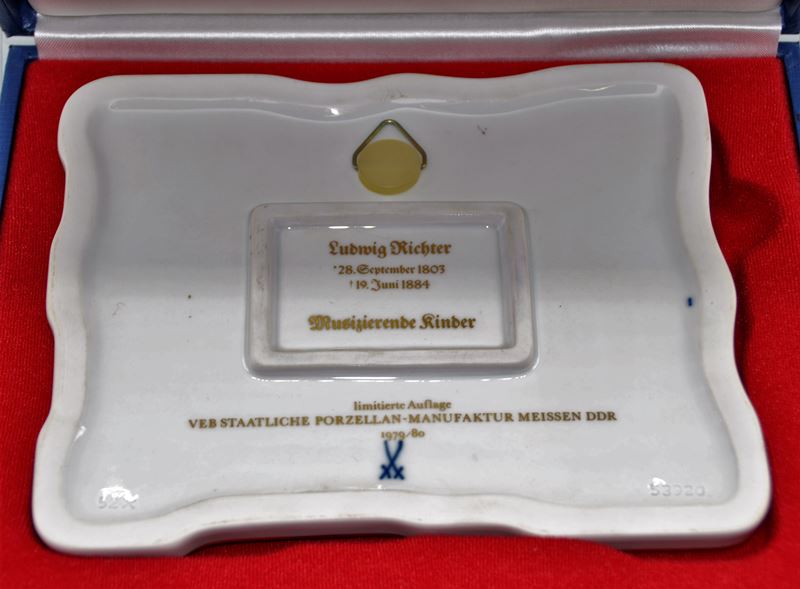 Ludwig Richter
*28. September 1803
†19. Juni 1884
Musizierende Kinder
limitierte Auflage
VEB STAATLICHE PORZELLAN-MANUFAKTUR MEISSEN DDR
1979/80
53920